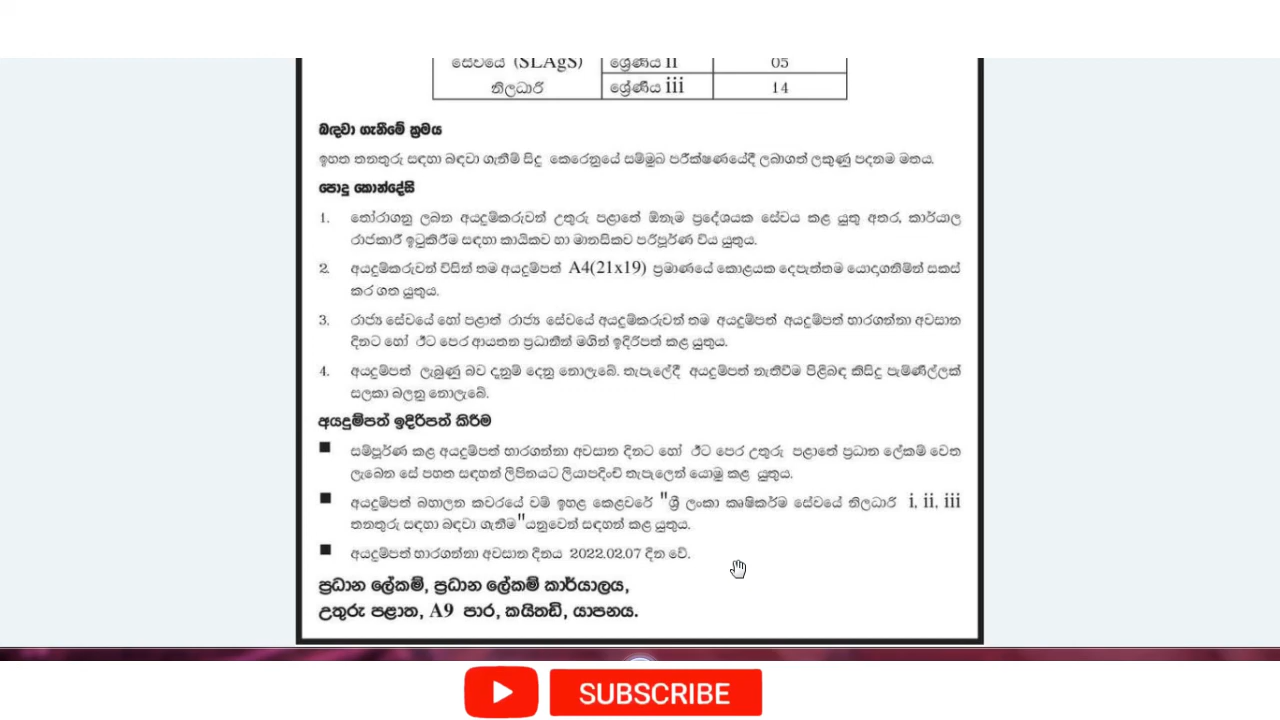 සේවයේ (SLAgS) ශ්‍රේණිය ii 05
නිලධාරී ශ්‍රේණිය iii 14
බඳවා ගැනීමේ ක්‍රමය
ඉහත තනතුරු සඳහා බඳවා ගැනීම් සිදු කෙරෙනුයේ සම්මුඛ පරීක්ෂණයේදී ලබාගත් ලකුණු පදනම මතය.
පොදු කොන්දේසි
1. තෝරාගනු ලබන අයදුම්කරුවන් උතුරු පළාතේ ඕනෑම ප්‍රදේශයක සේවය කළ යුතු අතර, කාර්යාල
රාජකාරී ඉටුකිරීම සඳහා කායිකව හා මානසිකව පරිපූර්ණ විය යුතුය.
2. අයදුම්කරුවන් විසින් තම අයදුම්පත් A4(21x19) ප්‍රමාණයේ කොළයක දෙපැත්තම යොදාගනිමින් සකස්
කර ගත යුතුය.
3. රාජ්‍ය සේවයේ හෝ පළාත් රාජ්‍ය සේවයේ අයදුම්කරුවන් තම අයදුම්පත් අයදුම්පත් භාරගන්නා අවසාන
දිනට හෝ ඊට පෙර ආයතන ප්‍රධානීන් මගින් ඉදිරිපත් කළ යුතුය.
4. අයදුම්පත් ලැබුණු බව දැනුම් දෙනු නොලැබේ. තැපැලේදී අයදුම්පත් නැතිවීම පිළිබඳ කිසිදු පැමිණිල්ලක්
සලකා බලනු නොලැබේ.
අයදුම්පත් ඉදිරිපත් කිරීම
■ සම්පූර්ණ කළ අයදුම්පත් භාරගන්නා අවසාන දිනට හෝ ඊට පෙර උතුරු පළාතේ ප්‍රධාන ලේකම් වෙත
ලැබෙන සේ පහත සඳහන් ලිපිනයට ලියාපදිංචි තැපැලෙන් යොමු කළ යුතුය.
■ අයදුම්පත් බහාලන කවරයේ වම් ඉහළ කෙළවරේ "ශ්‍රී ලංකා කෘෂිකර්ම සේවයේ නිලධාරි i, ii, iii
තනතුරු සඳහා බඳවා ගැනීම"යනුවෙන් සඳහන් කළ යුතුය.
■ අයදුම්පත් භාරගන්නා අවසාන දිනය 2022.02.07 දින වේ.
ප්‍රධාන ලේකම්, ප්‍රධාන ලේකම් කාර්යාලය,
උතුරු පළාත, A9 පාර, කයිතඩි, යාපනය.
SUBSCRIBE